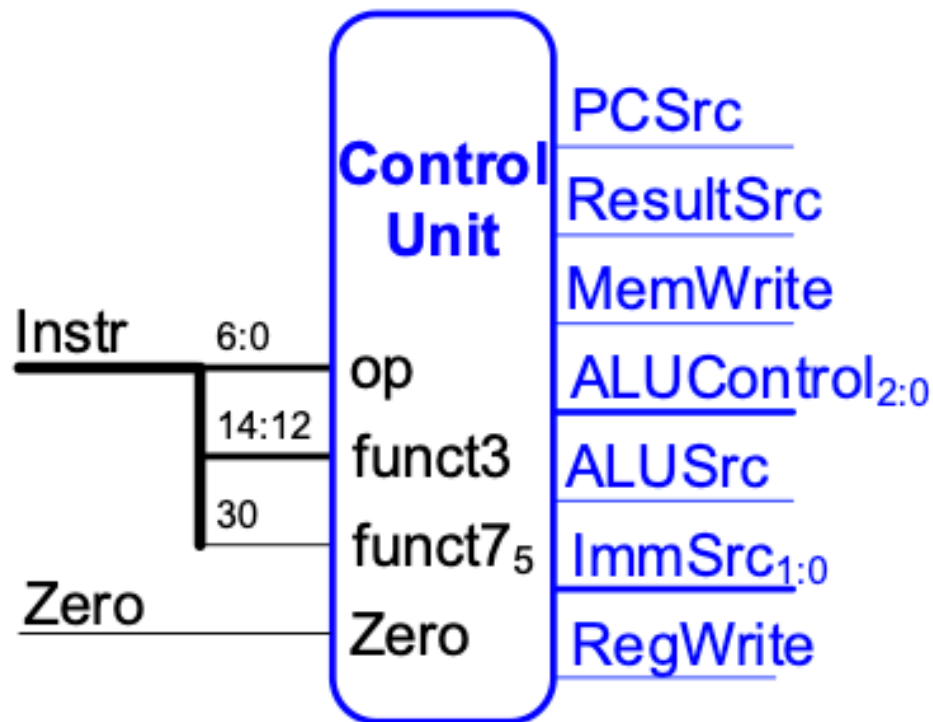 Control
Unit
Instr
6:0
14:12
30
Zero
op
funct3
funct7₅
Zero
PCSrc
ResultSrc
MemWrite
ALUControl₂:₀
ALUSrc
ImmSrc₁:₀
RegWrite